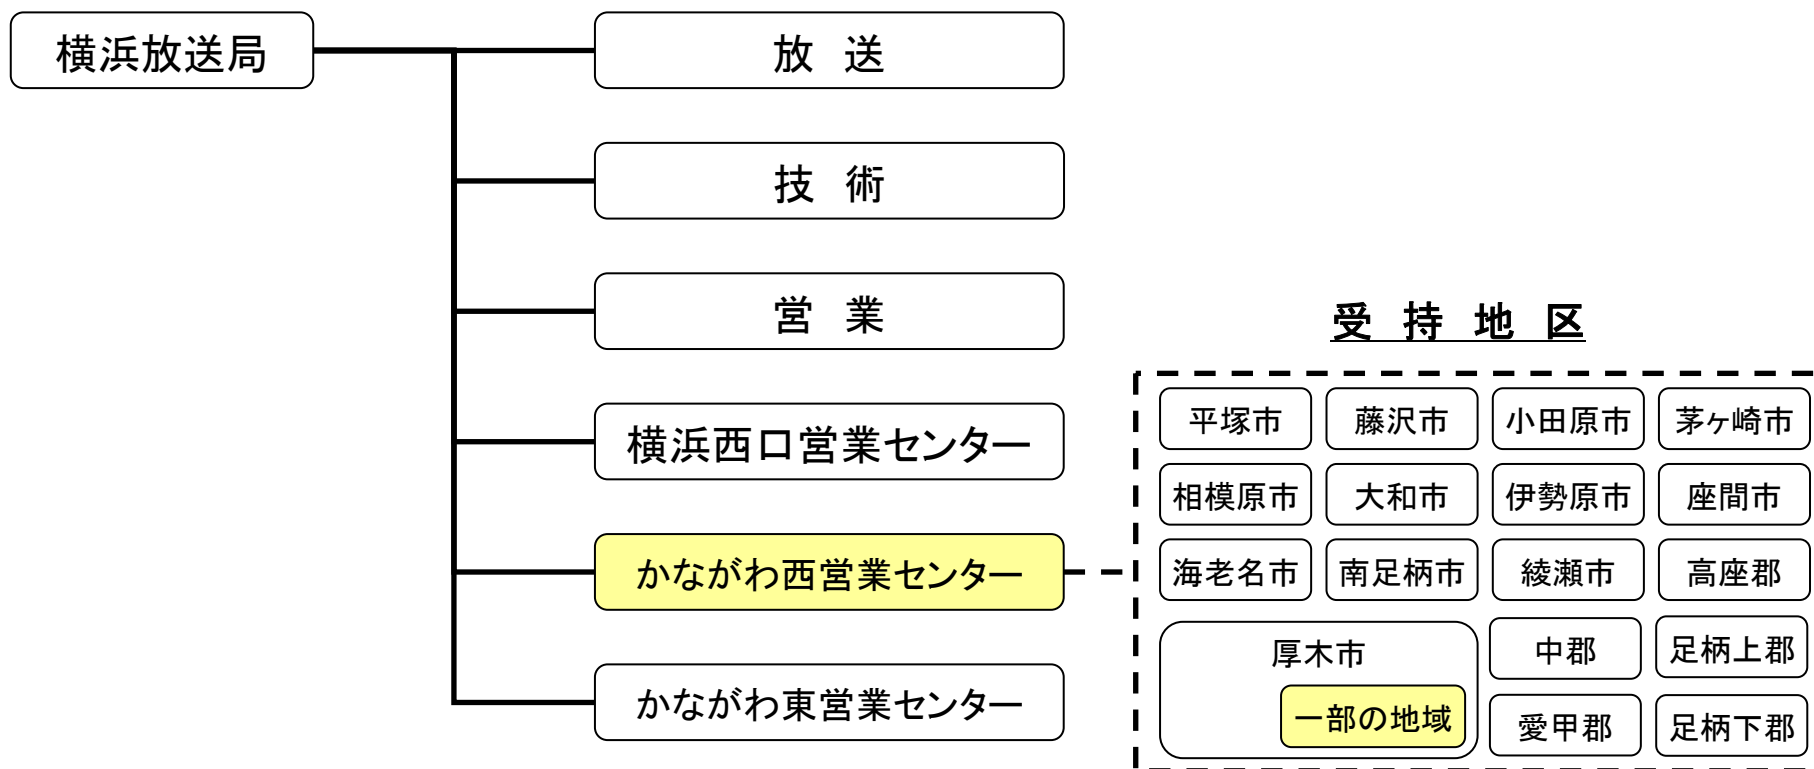 横浜放送局
放　送
技　術
営　業
横浜西口営業センター
かながわ西営業センター
かながわ東営業センター
受　持　地　区
平塚市
藤沢市
小田原市
茅ヶ崎市
相模原市
大和市
伊勢原市
座間市
海老名市
南足柄市
綾瀬市
高座郡
厚木市
一部の地域
中郡
足柄上郡
愛甲郡
足柄下郡